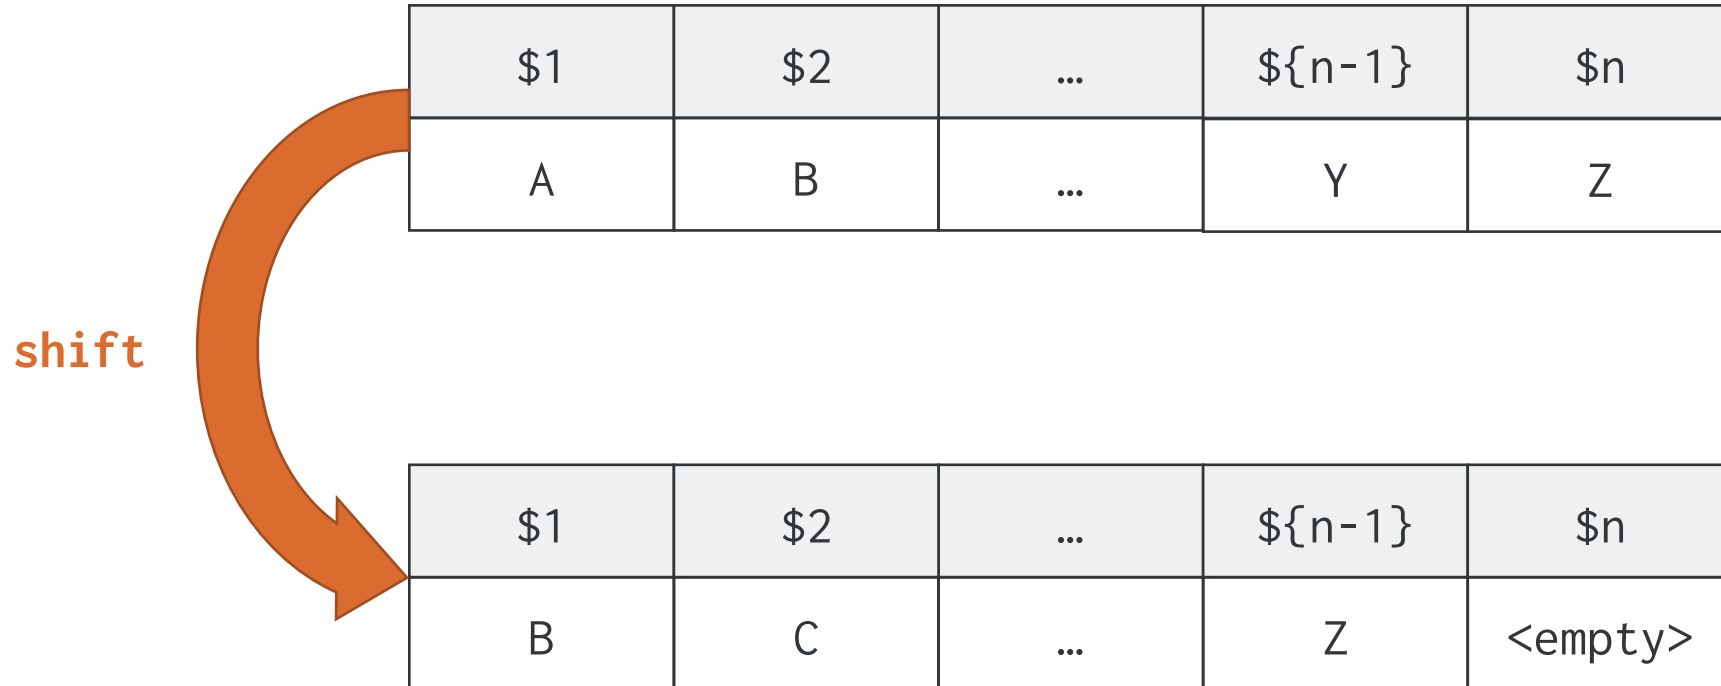 $1 $2 … ${n-1} $n
A B … Y Z
shift
$1 $2 … ${n-1} $n
B C … Z <empty>